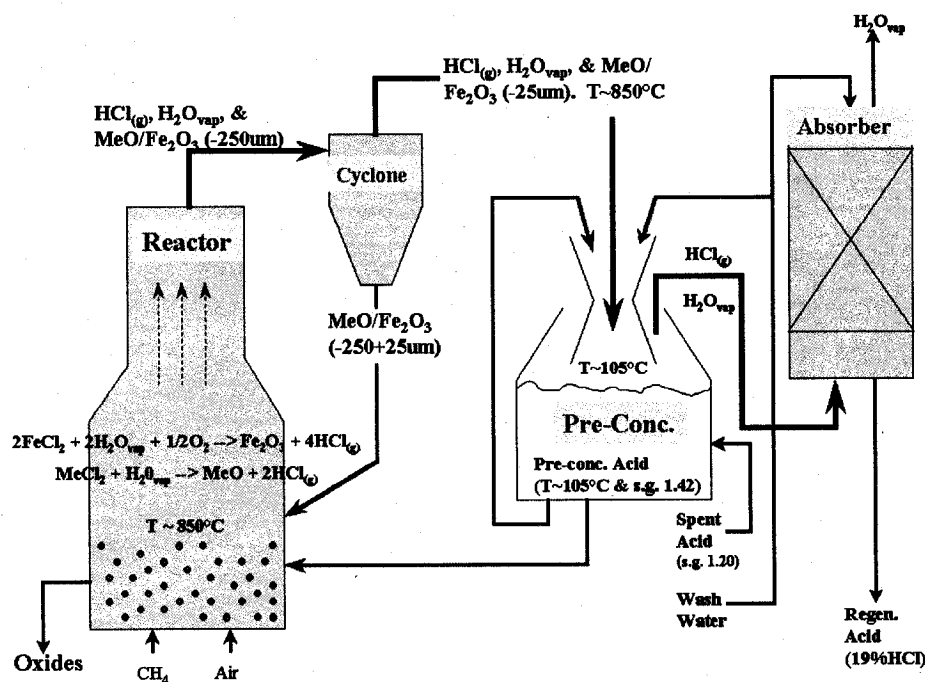 H₂Oᵥₐₚ
HCl₍g₎, H₂Oᵥₐₚ, & MeO/
Fe₂O₃ (-25um). T~850°C
HCl₍g₎, H₂Oᵥₐₚ, &
MeO/Fe₂O₃ (-250um)
Absorber
Cyclone
Reactor
HCl₍g₎
H₂Oᵥₐₚ
MeO/Fe₂O₃
(-250+25um)
T~105°C
Pre-Conc.
2FeCl₂ + 2H₂Oᵥₐₚ + 1/2O₂ –> Fe₂O₃ + 4HCl₍g₎
MeCl₂ + H₂0ᵥₐₚ –> MeO + 2HCl₍g₎
Pre-conc. Acid
(T~105°C & s.g. 1.42)
T ~ 850°C
Spent
Acid
(s.g. 1.20)
Wash
Water
Regen.
Acid
(19%HCl)
Oxides
CH₄
Air